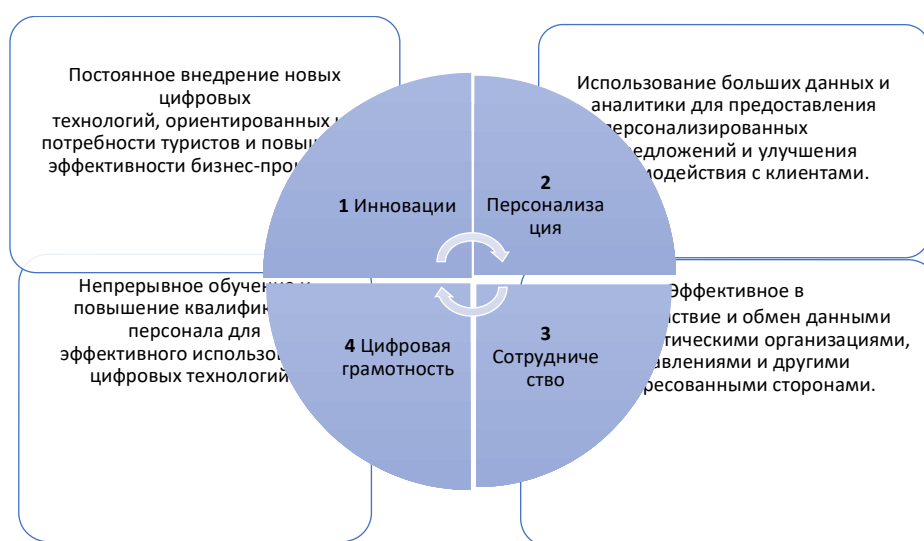 Постоянное внедрение новых
цифровых
технологий, ориентированных
потребности туристов и
эффективности
Использование больших данных и
аналитики для предоставления
персонализированных
и улучшения
с клиентами.
1 Инновации
2
Персонализа
ция
Непрерывное обучение
повышение
персонала для
эффективного
цифровых технологий
Эффективное
и обмен данными
организациями,
и другими
сторонами.
4 Цифровая
грамотность
3
Сотрудниче
ство